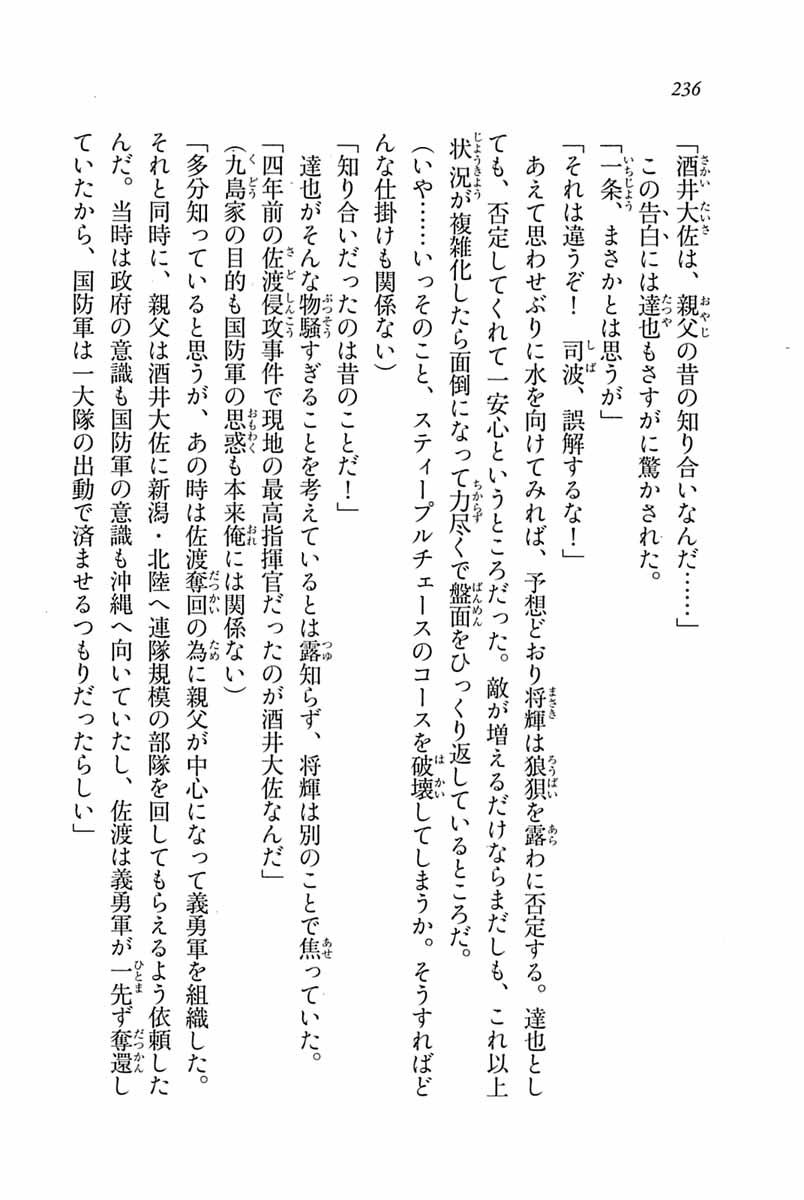 236
「酒井大佐は、親父の昔の知り合いなんだ……」
この告白には達也もさすがに驚かされた。
「一条、まさかとは思うが」
「それは違うぞ！　司波、誤解するな！」
あえて思わせぶりに水を向けてみれば、予想どおり将輝は狼狽を露わに否定する。達也とし
ても、否定してくれて一安心というところだった。敵が増えるだけならまだしも、これ以上
状況が複雑化したら面倒になって力尽くで盤面をひっくり返しているところだ。
（いや……いっそのこと、スティープルチェースのコースを破壊してしまうか。そうすればど
んな仕掛けも関係ない）
「知り合いだったのは昔のことだ！」
達也がそんな物騒すぎることを考えているとは露知らず、将輝は別のことで焦っていた。
「四年前の佐渡侵攻事件で現地の最高指揮官だったのが酒井大佐なんだ」
（九島家の目的も国防軍の思惑も本来俺には関係ない）
「多分知っていると思うが、あの時は佐渡奪回の為に親父が中心になって義勇軍を組織した。
それと同時に、親父は酒井大佐に新潟・北陸へ連隊規模の部隊を回してもらえるよう依頼した
んだ。当時は政府の意識も国防軍の意識も沖縄へ向いていたし、佐渡は義勇軍が一先ず奪還し
ていたから、国防軍は一大隊の出動で済ませるつもりだったらしい」